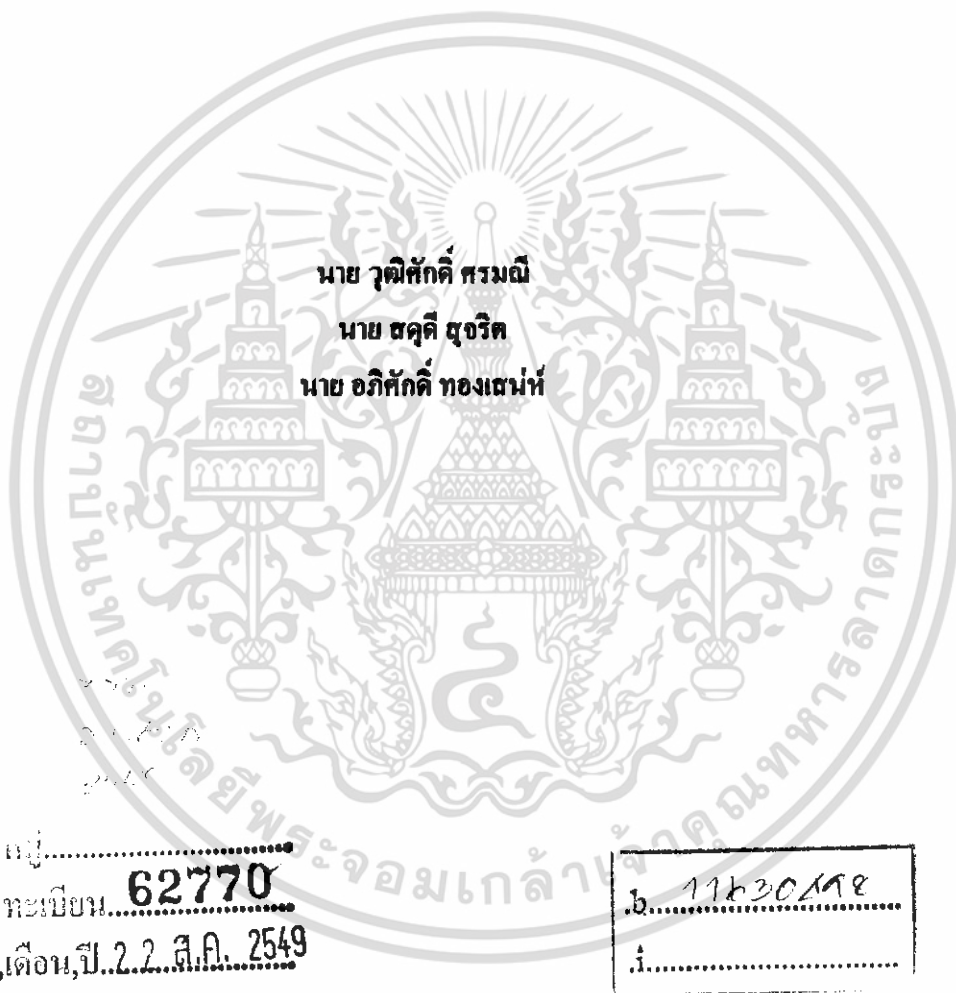 นาย วุฒิศักดิ์ ศรมณี
นาย สดุดี สุจริต
นาย อภิศักดิ์ ทองเสน่ห์
สถาบันเทคโนโลยีพระจอมเกล้าเจ้าคุณทหารลาดกระบัง
หมู่
ทะเบียน 62770
,เดือน,ปี 22 ส.ค. 2549
.b
.i